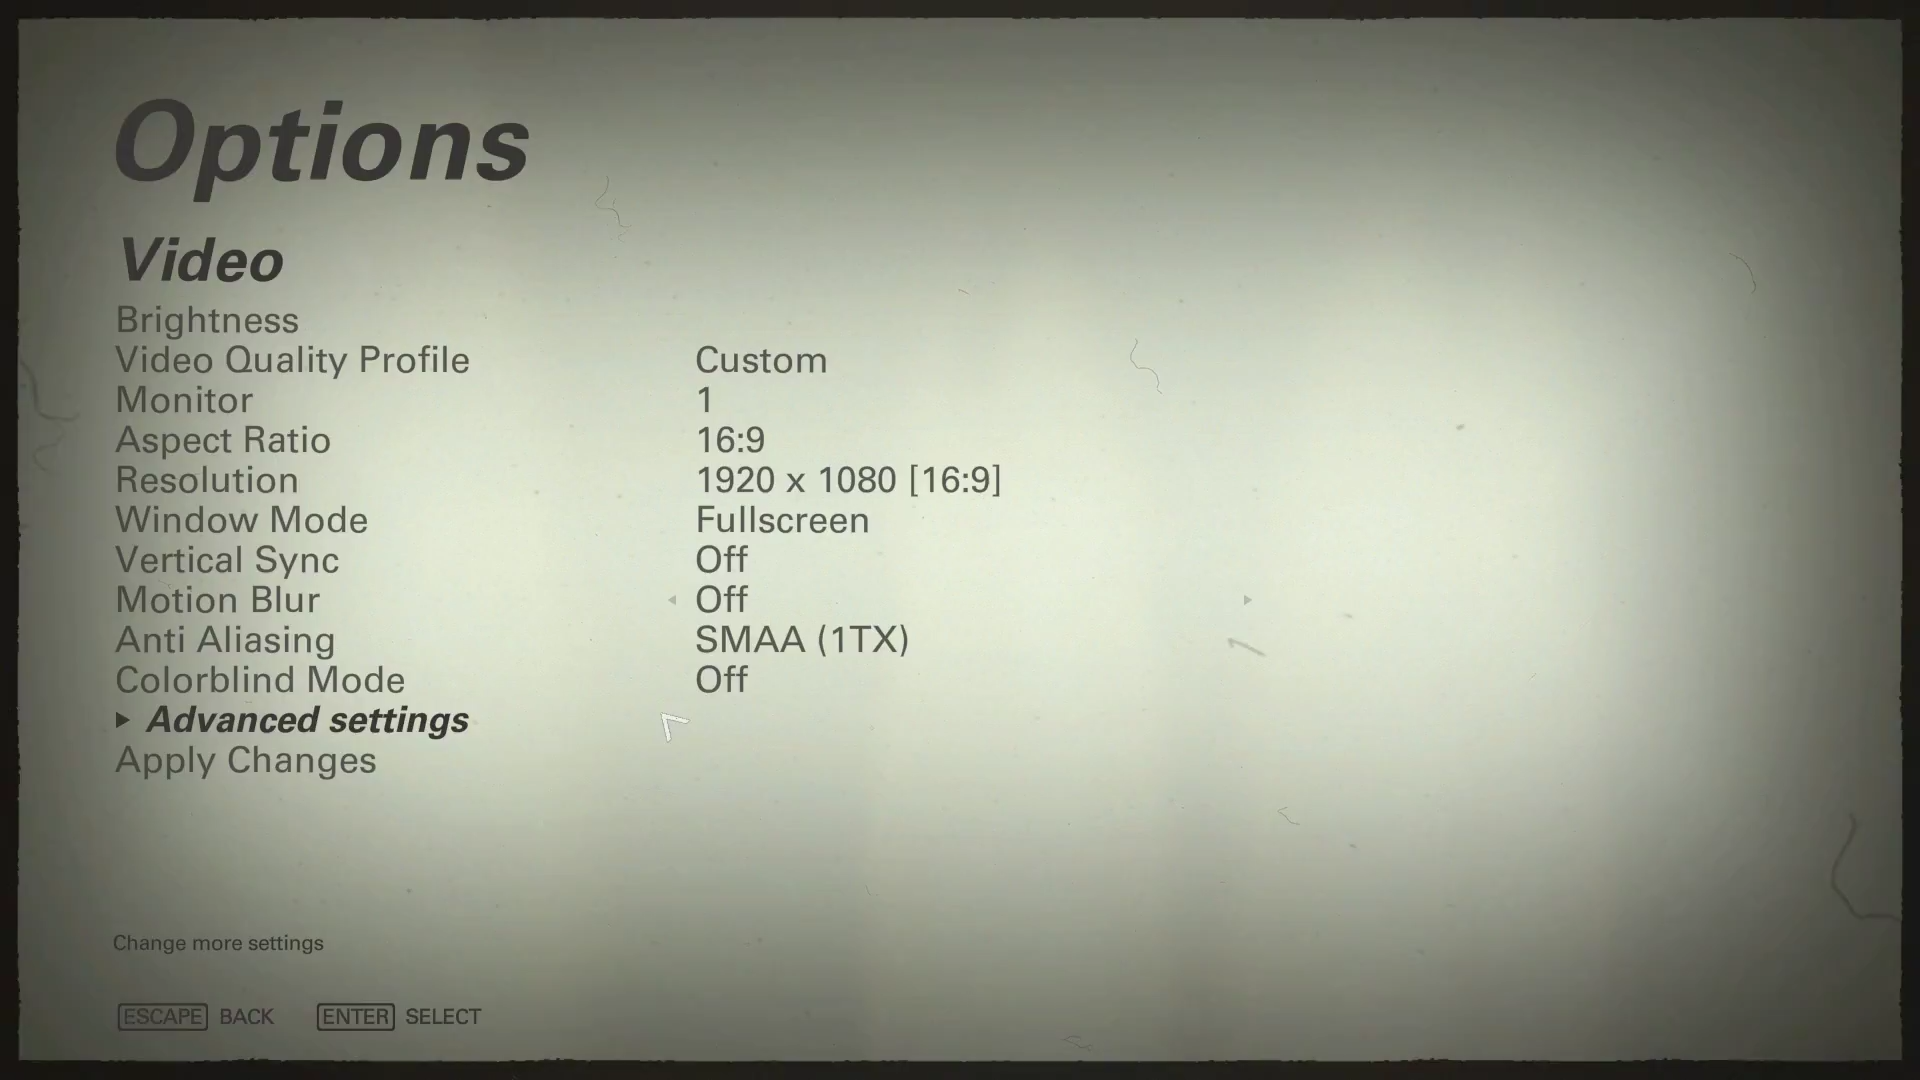 Options
Video
Brightness
Video Quality Profile Custom
Monitor 1
Aspect Ratio 16:9
Resolution 1920 x 1080 [16:9]
Window Mode Fullscreen
Vertical Sync Off
Motion Blur Off
Anti Aliasing SMAA (1TX)
Colorblind Mode Off
Advanced settings
Apply Changes
Change more settings
ESCAPE BACK ENTER SELECT